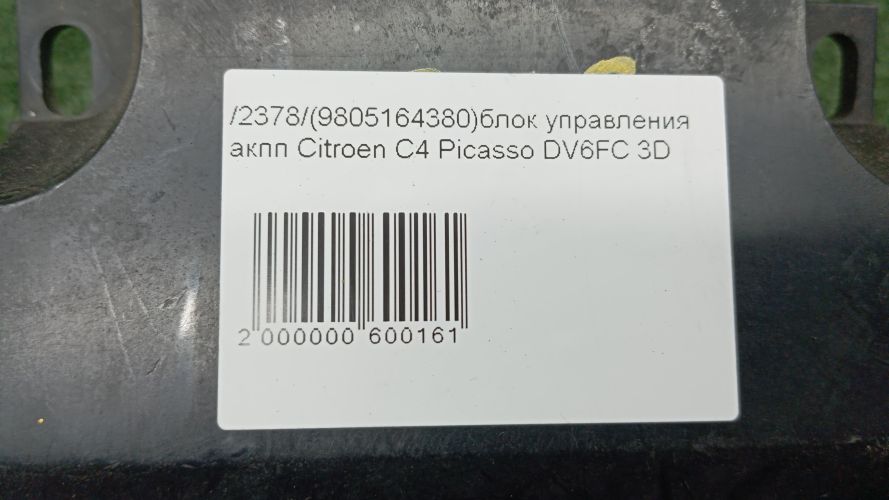 /2378/(9805164380)блок управления
акпп Citroen C4 Picasso DV6FC 3D
2 000000 600161